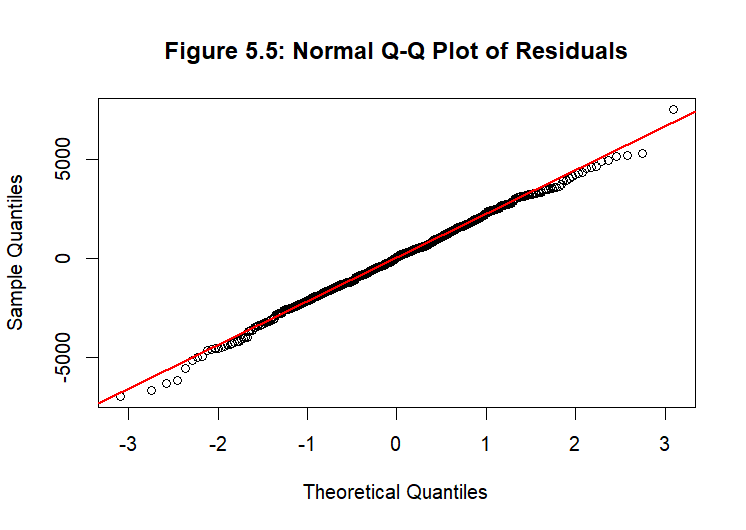 Figure 5.5: Normal Q-Q Plot of Residuals
Sample Quantiles
5000
0
-5000
-3 -2 -1 0 1 2 3
Theoretical Quantiles